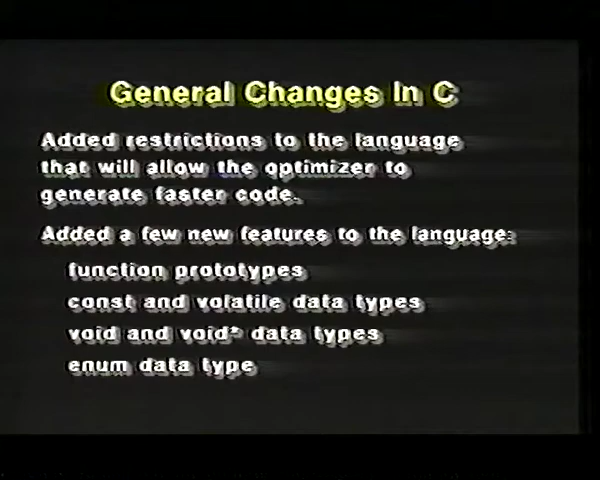 General Changes In C
Added restrictions to the language
that will allow the optimizer to
generate faster code.
Added a few new features to the language:
function prototypes
const and volatile data types
void and void* data types
enum data type